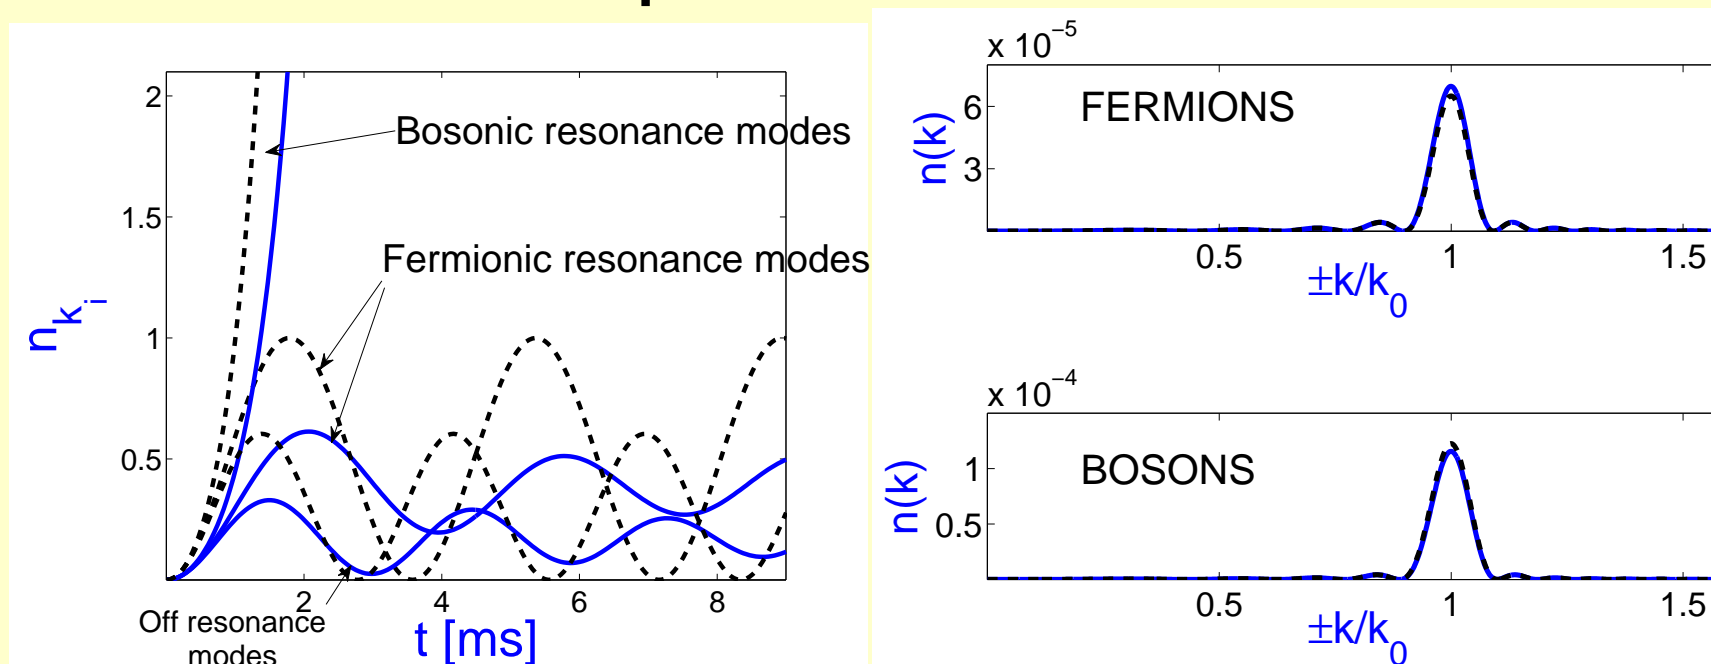 2
1.5
1
0.5
n_{k_i}
Bosonic resonance modes
Fermionic resonance modes
2 4 6 8
Off resonance
modes
t [ms]
x 10^{−5}
6
3
n(k)
FERMIONS
0.5 1 1.5
±k/k_0
x 10^{−4}
1
0.5
n(k)
BOSONS
0.5 1 1.5
±k/k_0